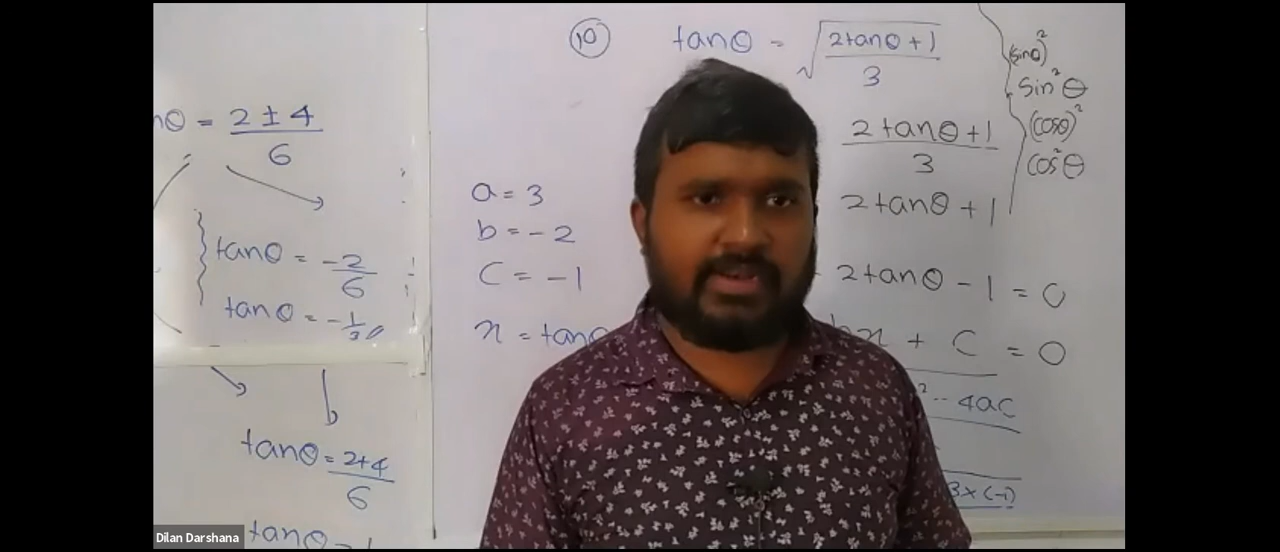 nθ = 2 ± 4 / 6
tanθ = -2/6
tanθ = -1/3
tanθ = 2+4 / 6
tanθ
⑩ tanθ = √(2tanθ + 1 / 3)
2tanθ + 1 / 3
2tanθ + 1
2tanθ - 1 = 0
x + C = 0
² - 4ac
3 × (-1)
a = 3
b = -2
C = -1
x = tan
(sinθ)²
sin²θ
(cosθ)²
cos²θ
Dilan Darshana